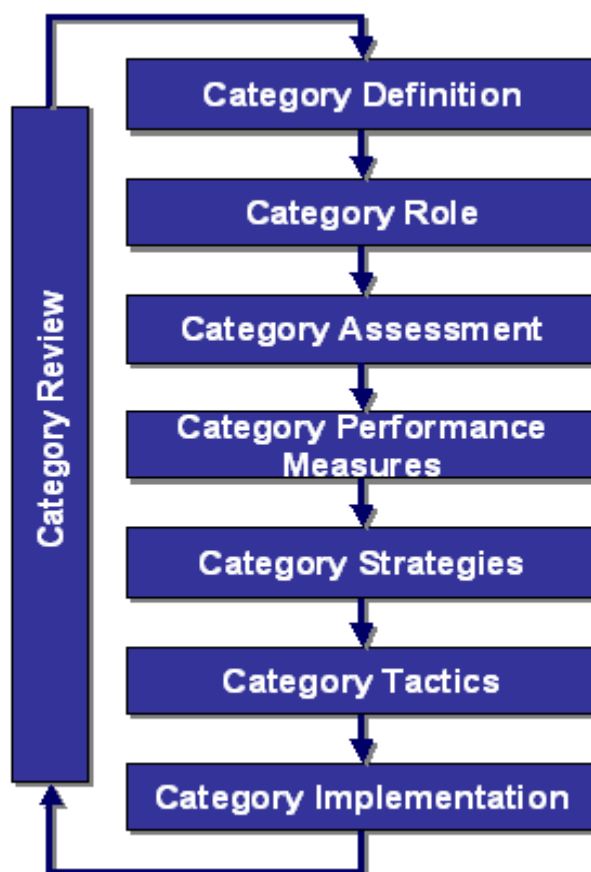 Category Definition
Category Role
Category Assessment
Category Performance
Measures
Category Strategies
Category Tactics
Category Implementation
Category Review